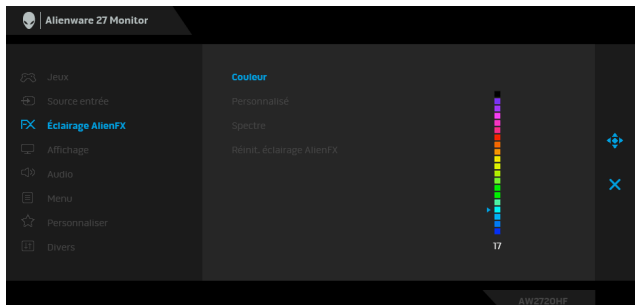 Alienware 27 Monitor
Jeux
Source entrée
Éclairage AlienFX
Affichage
Audio
Menu
Personnaliser
Divers
Couleur
Personnalisé
Spectre
Réinit. éclairage AlienFX
17
AW2720HF